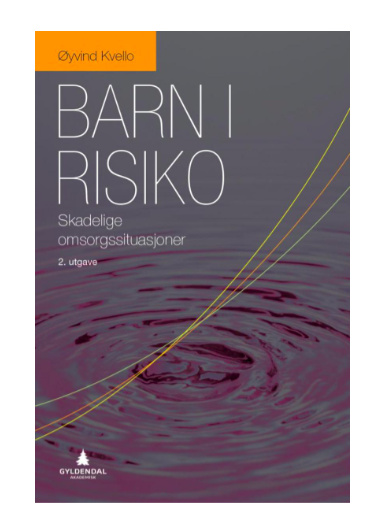 Øyvind Kvello
BARN I
RISIKO
Skadelige
omsorgssituasjoner
2. utgave
GYLDENDAL
AKADEMISK